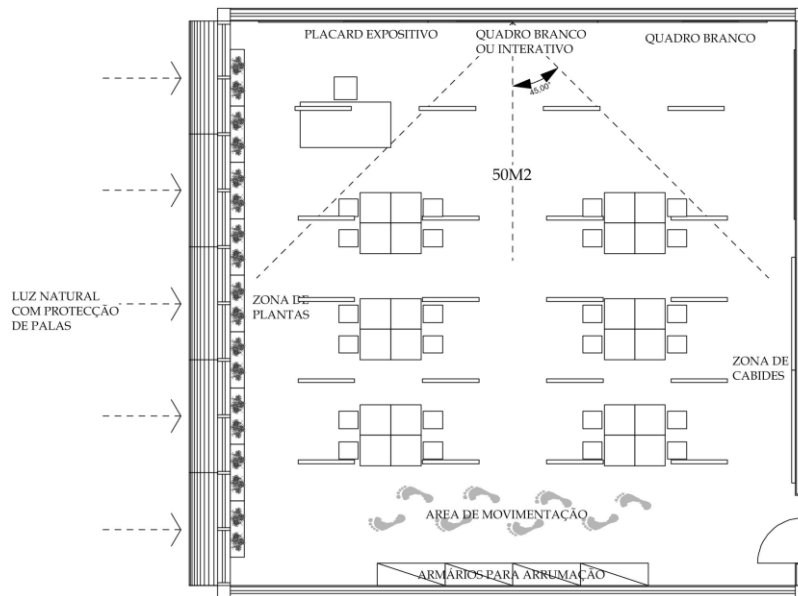 PLACARD EXPOSITIVO
QUADRO BRANCO
OU INTERATIVO
QUADRO BRANCO
45,00°
50M2
LUZ NATURAL
COM PROTECÇÃO
DE PALAS
ZONA DE
PLANTAS
ZONA DE
CABIDES
AREA DE MOVIMENTAÇÃO
ARMÁRIOS PARA ARRUMAÇÃO